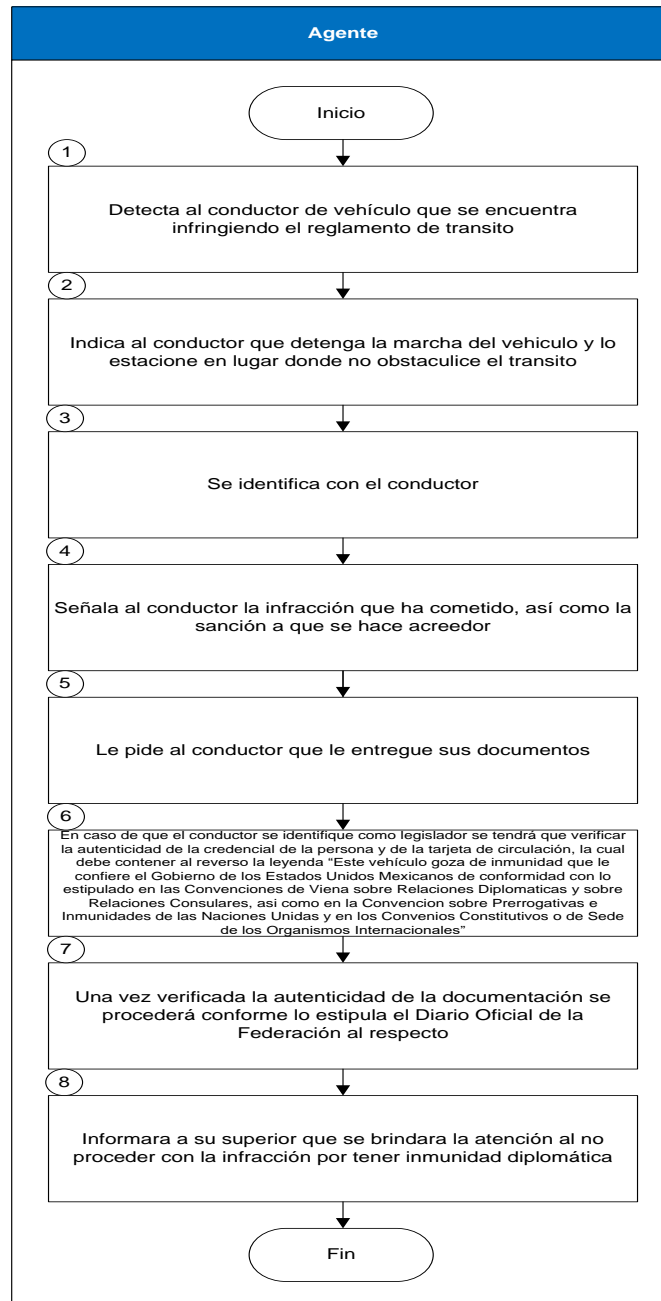 Agente
Inicio
1
Detecta al conductor de vehículo que se encuentra
infringiendo el reglamento de transito
2
Indica al conductor que detenga la marcha del vehiculo y lo
estacione en lugar donde no obstaculice el transito
3
Se identifica con el conductor
4
Señala al conductor la infracción que ha cometido, así como la
sanción a que se hace acreedor
5
Le pide al conductor que le entregue sus documentos
6
En caso de que el conductor se identifique como legislador se tendrá que verificar
la autenticidad de la credencial de la persona y de la tarjeta de circulación, la cual
debe contener al reverso la leyenda “Este vehículo goza de inmunidad que le
confiere el Gobierno de los Estados Unidos Mexicanos de conformidad con lo
estipulado en las Convenciones de Viena sobre Relaciones Diplomaticas y sobre
Relaciones Consulares, asi como en la Convencion sobre Prerrogativas e
Inmunidades de las Naciones Unidas y en los Convenios Constitutivos o de Sede
de los Organismos Internacionales”
7
Una vez verificada la autenticidad de la documentación se
procederá conforme lo estipula el Diario Oficial de la
Federación al respecto
8
Informara a su superior que se brindara la atención al no
proceder con la infracción por tener inmunidad diplomática
Fin